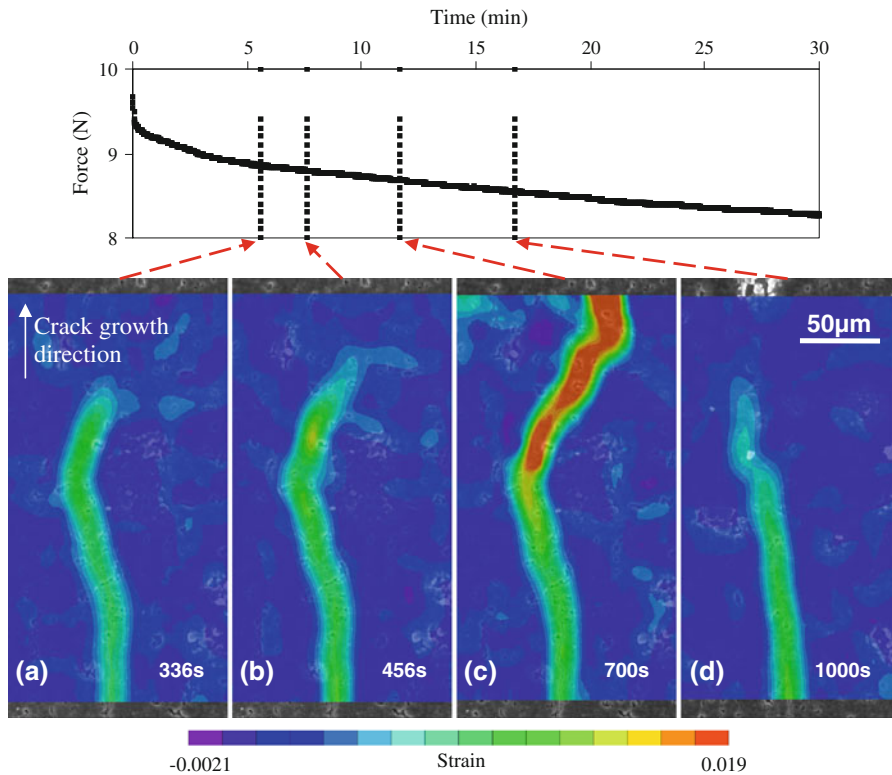 Time (min)
0 5 10 15 20 25 30
10
9
8
Force (N)
Crack growth
direction
50µm
(a) 336s (b) 456s (c) 700s (d) 1000s
-0.0021 Strain 0.019